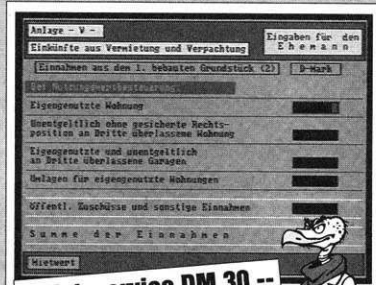 Anlage - V -
Einkünfte aus Vermietung und Verpachtung
Eingaben für den
Ehemann
Einnahmen aus dem 1. bebauten Grundstück (2)
D-Mark
Bei Nutzungswertbesteuerung:
Eigengenutzte Wohnung
Unentgeltlich ohne gesicherte Rechts-
position an Dritte überlassene Wohnung
Eigengenutzte und unentgeltlich
an Dritte überlassene Garagen
Umlagen für eigengenutzte Wohnungen
öffentl. Zuschüsse und sonstige Einnahmen
Summe der Einnahmen
Mietwert
DM 30.--